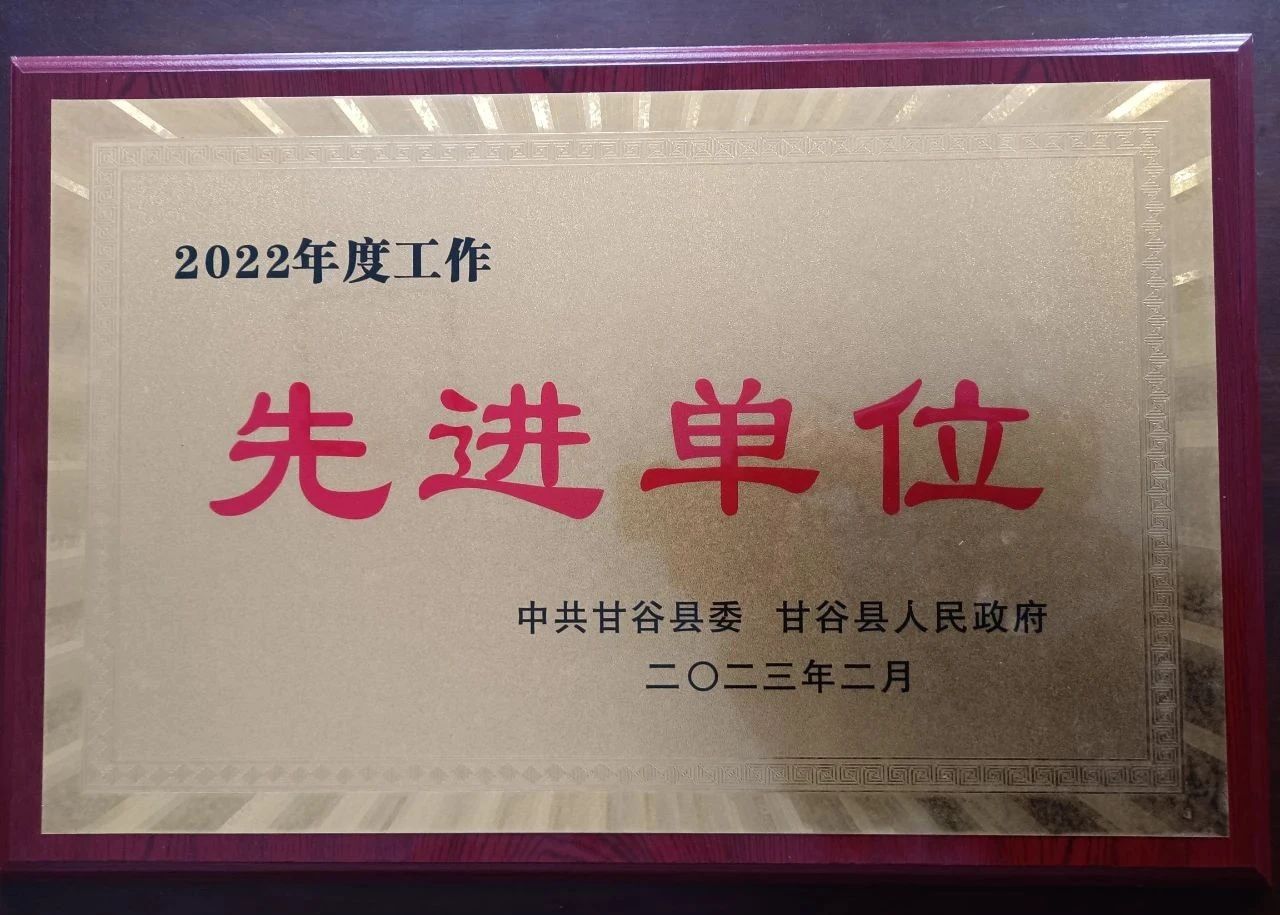 2022年度工作
先进单位
中共甘谷县委 甘谷县人民政府
二〇二三年二月